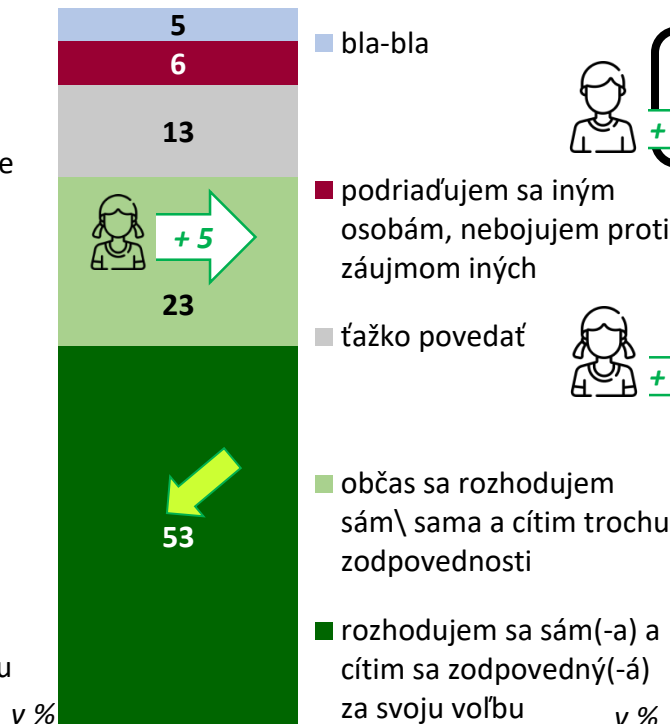 5
6
13
e
+ 5
23
53
u
v %
bla-bla
+
podriaďujem sa iným
osobám, nebojujem proti
záujmom iných
ťažko povedať
+
občas sa rozhodujem
sám\ sama a cítim trochu
zodpovednosti
rozhodujem sa sám(-a) a
cítim sa zodpovedný(-á)
za svoju voľbu
v %